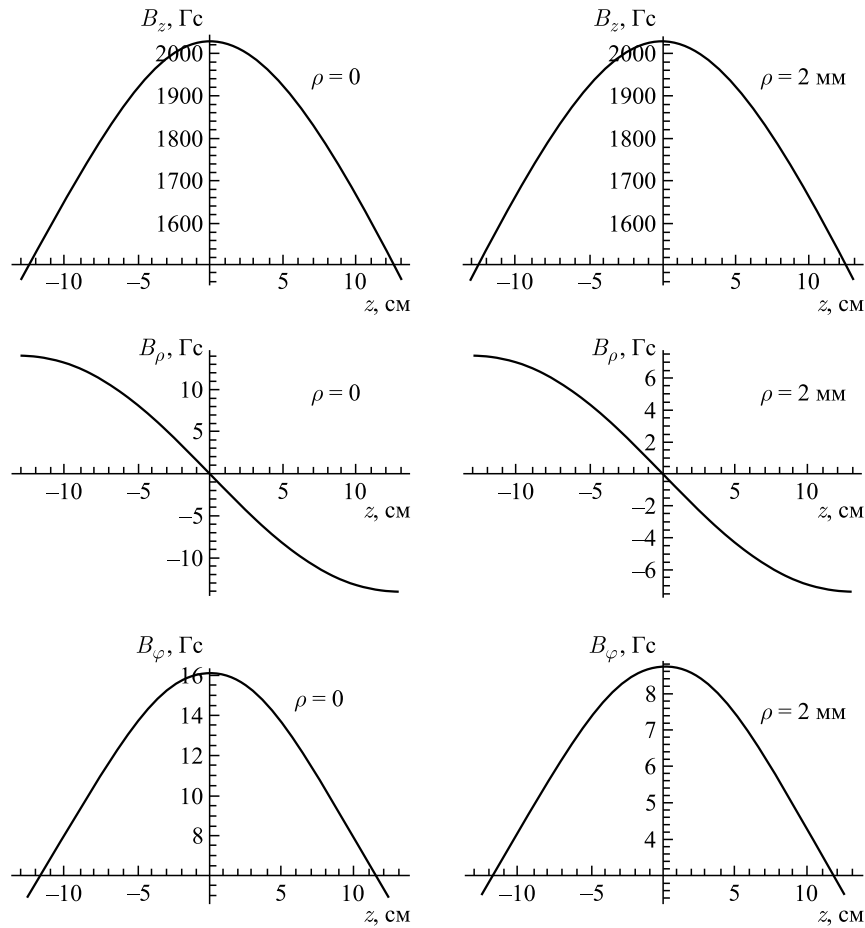 B_z, Гс
2000
1900
1800
1700
1600
ρ = 0
–10 –5 5 10
z, см
B_z, Гс
2000
1900
1800
1700
1600
ρ = 2 мм
–10 –5 5 10
z, см
B_ρ, Гс
10
5
–5
–10
ρ = 0
–10 –5 5 10
z, см
B_ρ, Гс
6
4
2
–2
–4
–6
ρ = 2 мм
–10 –5 5 10
z, см
B_φ, Гс
16
14
12
10
8
ρ = 0
–10 –5 5 10
z, см
B_φ, Гс
8
7
6
5
4
ρ = 2 мм
–10 –5 5 10
z, см